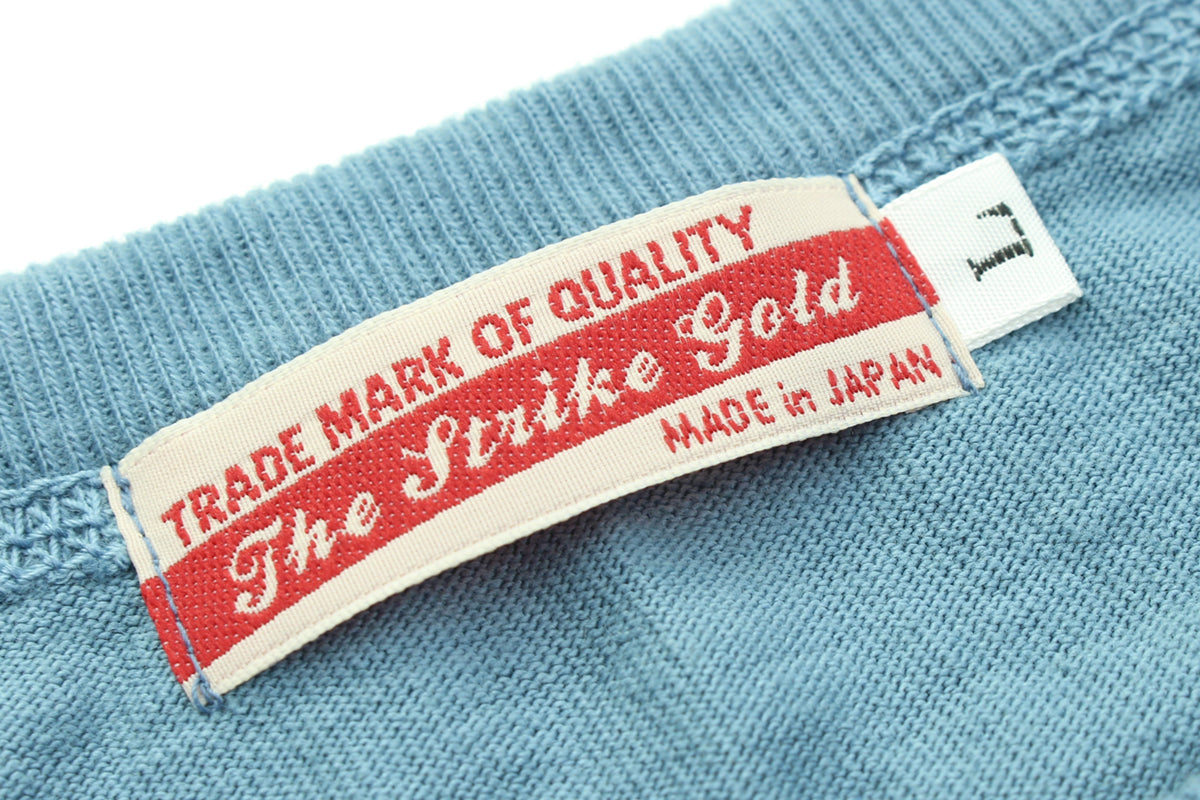 TRADE MARK OF QUALITY
The Strike Gold
MADE in JAPAN
L